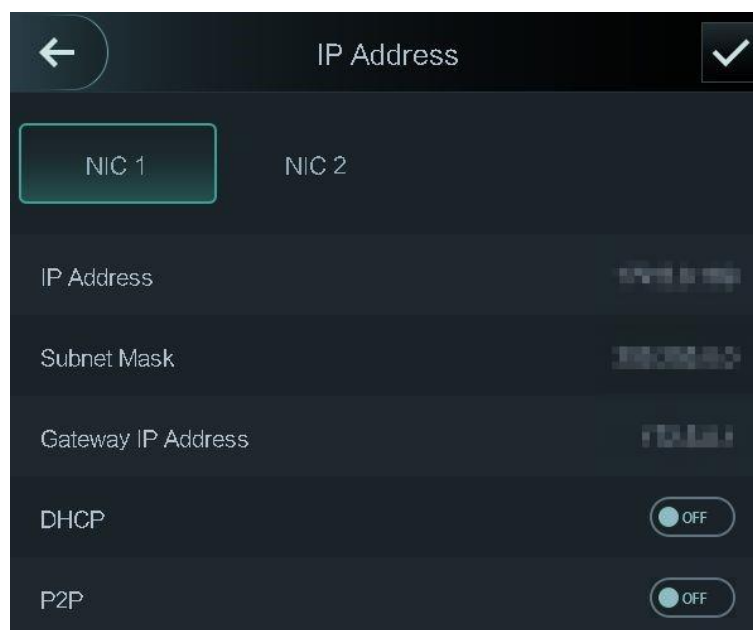 IP Address
NIC 1 NIC 2
IP Address
Subnet Mask
Gateway IP Address
DHCP OFF
P2P OFF